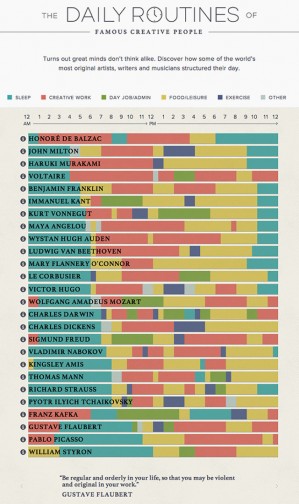 THE DAILY ROUTINES OF
FAMOUS CREATIVE PEOPLE
Turns out great minds don't think alike. Discover how some of the world's
most original artists, writers and musicians structured their day.
SLEEP CREATIVE WORK DAY JOB/ADMIN FOOD/LEISURE EXERCISE OTHER
12 1 2 3 4 5 6 7 8 9 10 11 12 1 2 3 4 5 6 7 8 9 10 11 12
AM PM
HONORÉ DE BALZAC
JOHN MILTON
HARUKI MURAKAMI
VOLTAIRE
BENJAMIN FRANKLIN
IMMANUEL KANT
KURT VONNEGUT
MAYA ANGELOU
WYSTAN HUGH AUDEN
LUDWIG VAN BEETHOVEN
MARY FLANNERY O'CONNOR
LE CORBUSIER
VICTOR HUGO
WOLFGANG AMADEUS MOZART
CHARLES DARWIN
CHARLES DICKENS
SIGMUND FREUD
VLADIMIR NABOKOV
KINGSLEY AMIS
THOMAS MANN
RICHARD STRAUSS
PYOTR ILYICH TCHAIKOVSKY
FRANZ KAFKA
GUSTAVE FLAUBERT
PABLO PICASSO
WILLIAM STYRON
"Be regular and orderly in your life, so that you may be violent
and original in your work."
GUSTAVE FLAUBERT